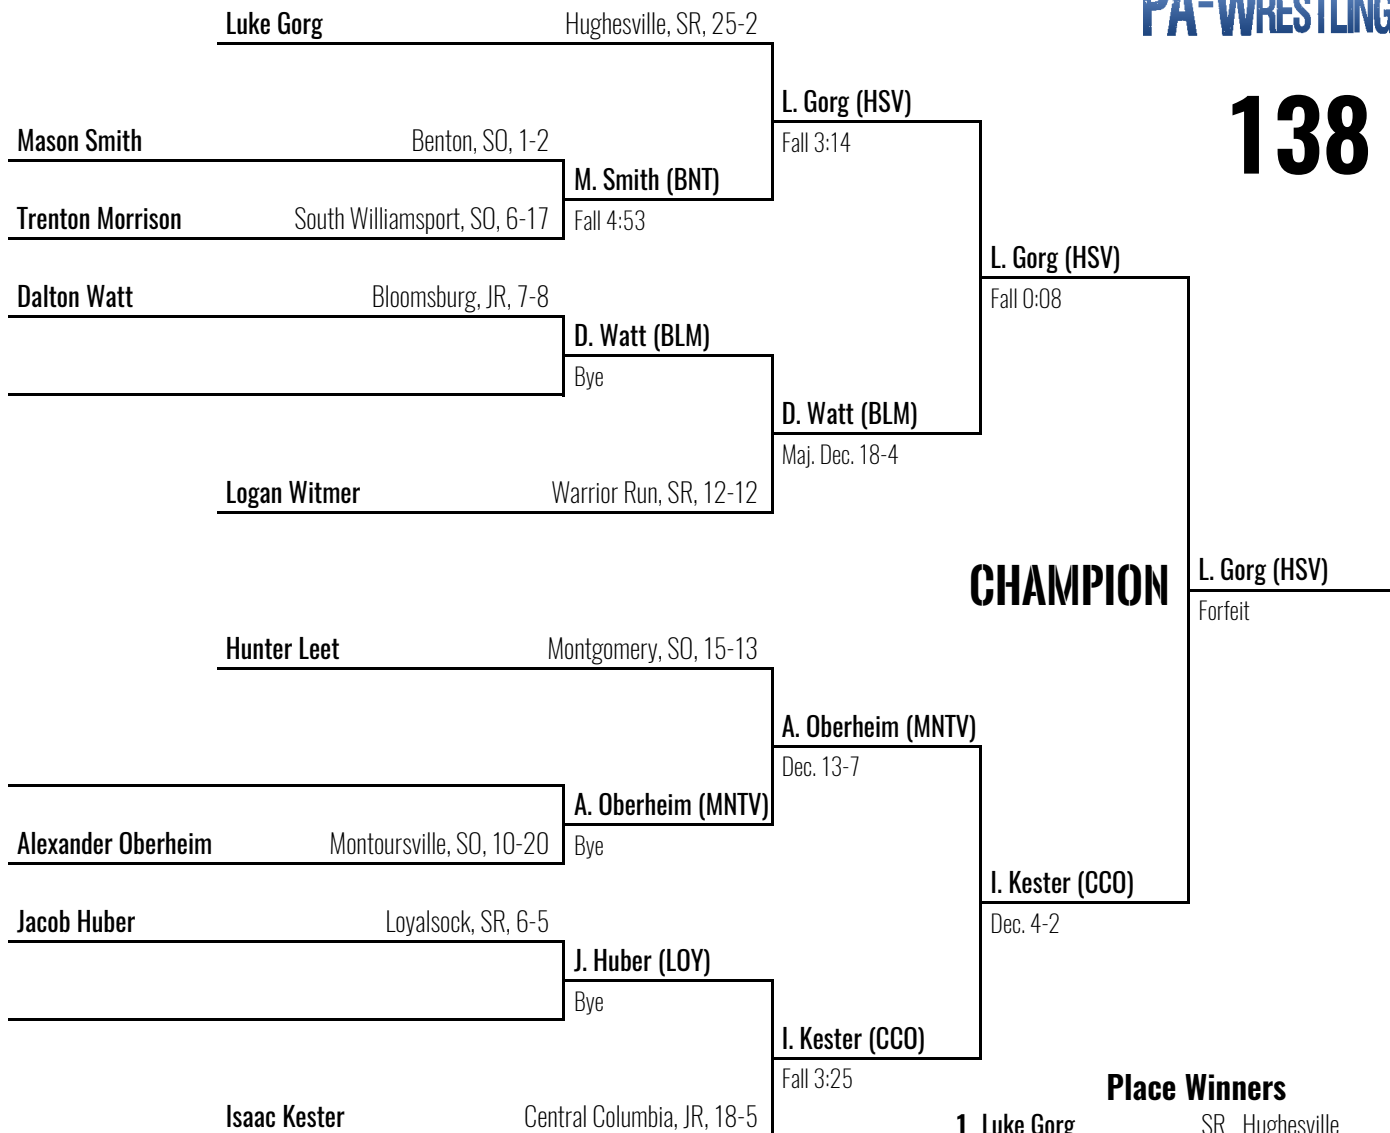 PA-WRESTLING
138
Luke Gorg Hughesville, SR, 25-2
L. Gorg (HSV)
Fall 3:14
Mason Smith Benton, SO, 1-2
M. Smith (BNT)
Fall 4:53
Trenton Morrison South Williamsport, SO, 6-17
L. Gorg (HSV)
Fall 0:08
Dalton Watt Bloomsburg, JR, 7-8
D. Watt (BLM)
Bye
D. Watt (BLM)
Maj. Dec. 18-4
Logan Witmer Warrior Run, SR, 12-12
CHAMPION
L. Gorg (HSV)
Forfeit
Hunter Leet Montgomery, SO, 15-13
A. Oberheim (MNTV)
Dec. 13-7
A. Oberheim (MNTV)
Bye
Alexander Oberheim Montoursville, SO, 10-20
I. Kester (CCO)
Dec. 4-2
Jacob Huber Loyalsock, SR, 6-5
J. Huber (LOY)
Bye
I. Kester (CCO)
Fall 3:25
Isaac Kester Central Columbia, JR, 18-5
Place Winners
1 Luke Gorg SR Hughesville